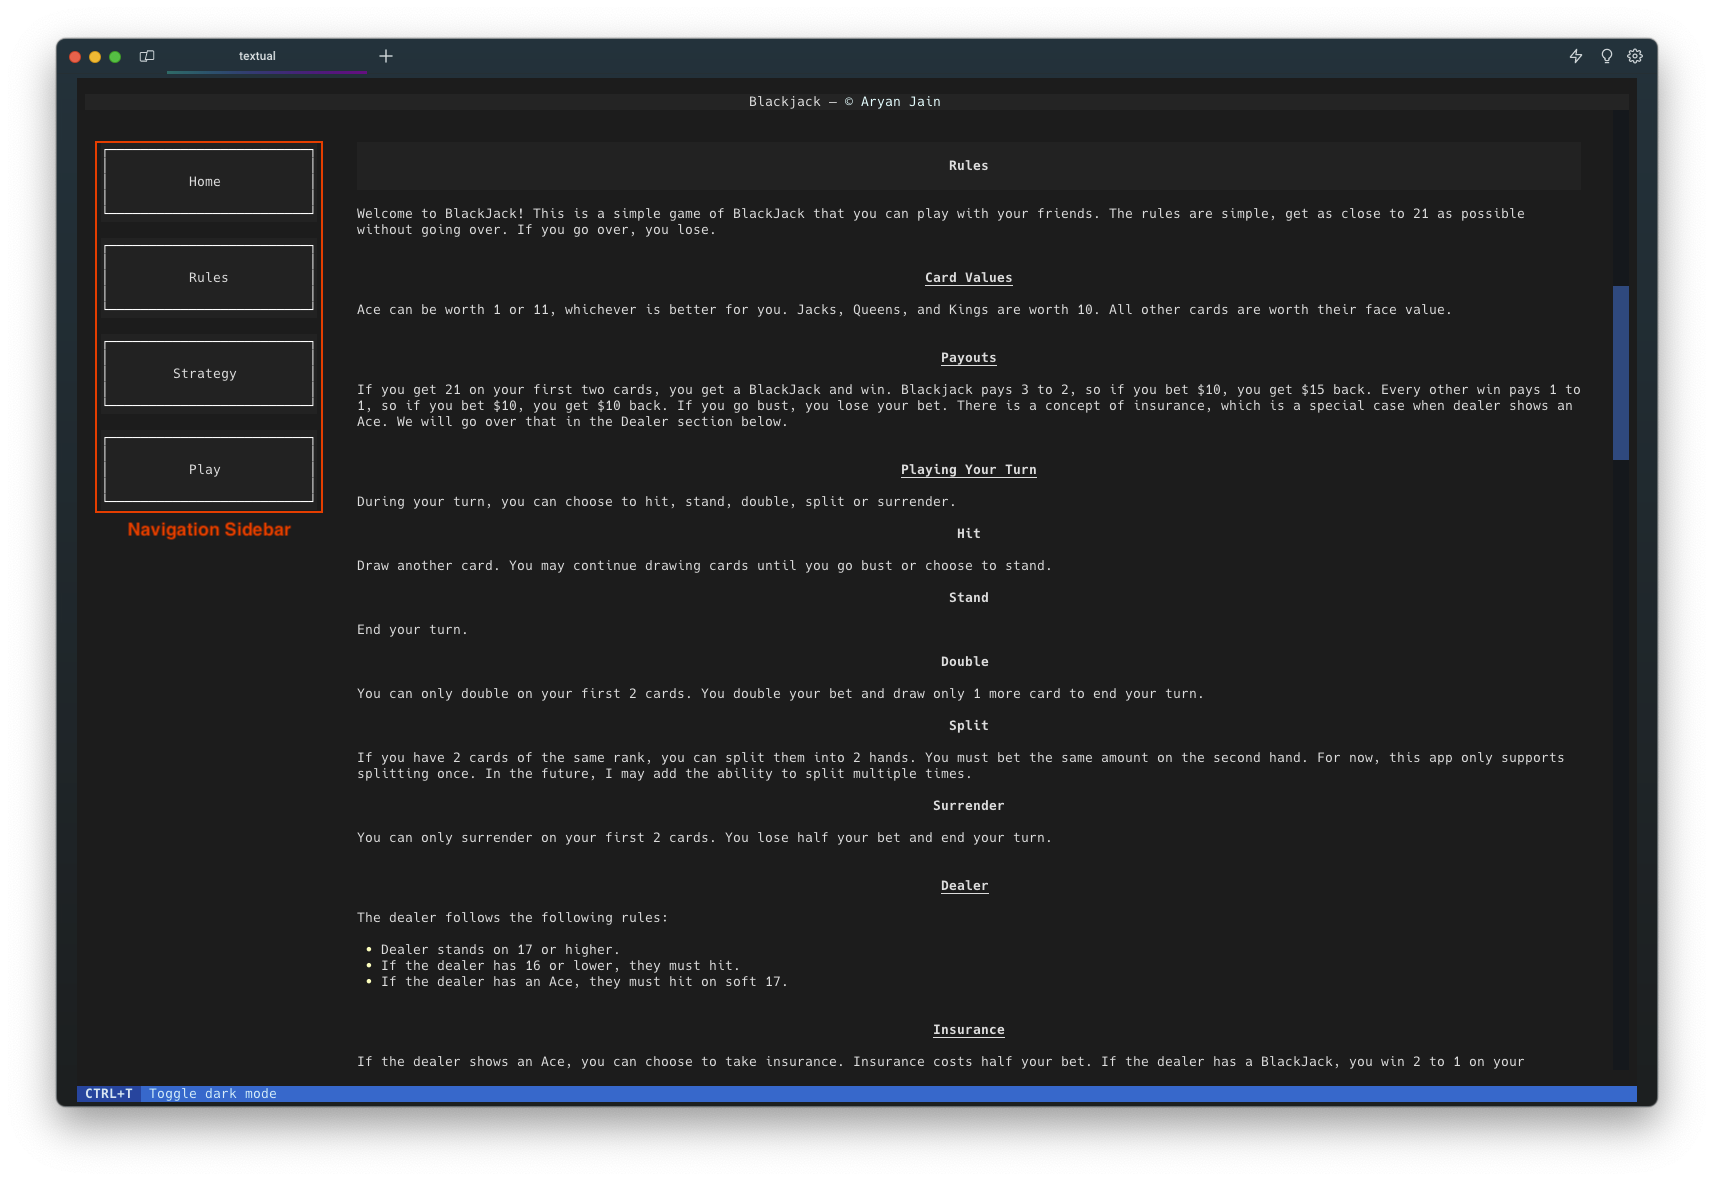 textual
Blackjack — © Aryan Jain
Home
Rules
Strategy
Play
Navigation Sidebar
Rules
Welcome to BlackJack! This is a simple game of BlackJack that you can play with your friends. The rules are simple, get as close to 21 as possible
without going over. If you go over, you lose.
Card Values
Ace can be worth 1 or 11, whichever is better for you. Jacks, Queens, and Kings are worth 10. All other cards are worth their face value.
Payouts
If you get 21 on your first two cards, you get a BlackJack and win. Blackjack pays 3 to 2, so if you bet $10, you get $15 back. Every other win pays 1 to
1, so if you bet $10, you get $10 back. If you go bust, you lose your bet. There is a concept of insurance, which is a special case when dealer shows an
Ace. We will go over that in the Dealer section below.
Playing Your Turn
During your turn, you can choose to hit, stand, double, split or surrender.
Hit
Draw another card. You may continue drawing cards until you go bust or choose to stand.
Stand
End your turn.
Double
You can only double on your first 2 cards. You double your bet and draw only 1 more card to end your turn.
Split
If you have 2 cards of the same rank, you can split them into 2 hands. You must bet the same amount on the second hand. For now, this app only supports
splitting once. In the future, I may add the ability to split multiple times.
Surrender
You can only surrender on your first 2 cards. You lose half your bet and end your turn.
Dealer
The dealer follows the following rules:
• Dealer stands on 17 or higher.
• If the dealer has 16 or lower, they must hit.
• If the dealer has an Ace, they must hit on soft 17.
Insurance
If the dealer shows an Ace, you can choose to take insurance. Insurance costs half your bet. If the dealer has a BlackJack, you win 2 to 1 on your
CTRL+T Toggle dark mode